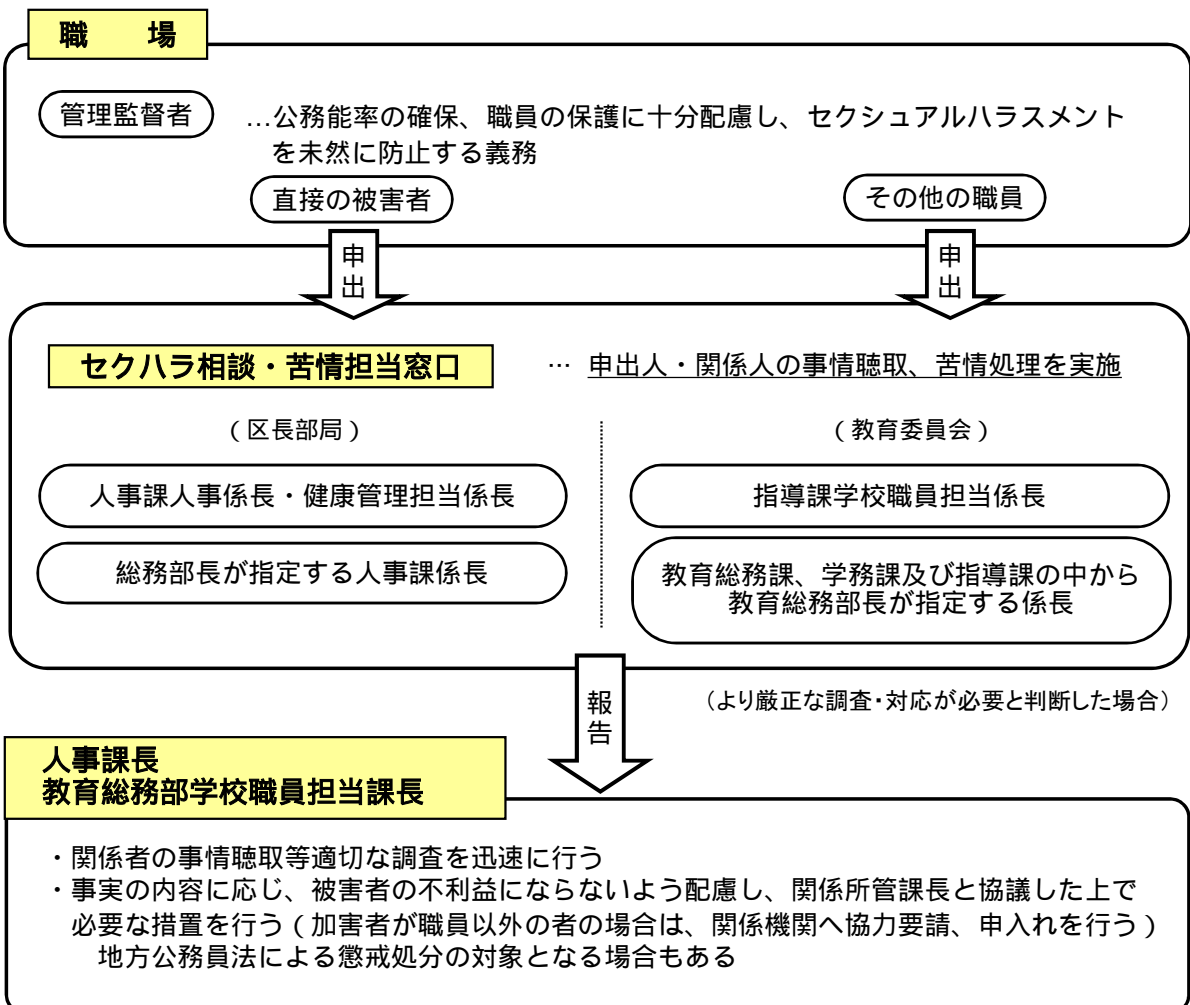 職　　場
管理監督者 …公務能率の確保、職員の保護に十分配慮し、セクシュアルハラスメント
を未然に防止する義務
直接の被害者
その他の職員
申出
申出
セクハラ相談・苦情担当窓口 … 申出人・関係人の事情聴取、苦情処理を実施
（区長部局）
人事課人事係長・健康管理担当係長
総務部長が指定する人事課係長
（教育委員会）
指導課学校職員担当係長
教育総務課、学務課及び指導課の中から
教育総務部長が指定する係長
報告
（より厳正な調査・対応が必要と判断した場合）
人事課長
教育総務部学校職員担当課長
・関係者の事情聴取等適切な調査を迅速に行う
・事実の内容に応じ、被害者の不利益にならないよう配慮し、関係所管課長と協議した上で
必要な措置を行う（加害者が職員以外の者の場合は、関係機関へ協力要請、申入れを行う）
地方公務員法による懲戒処分の対象となる場合もある